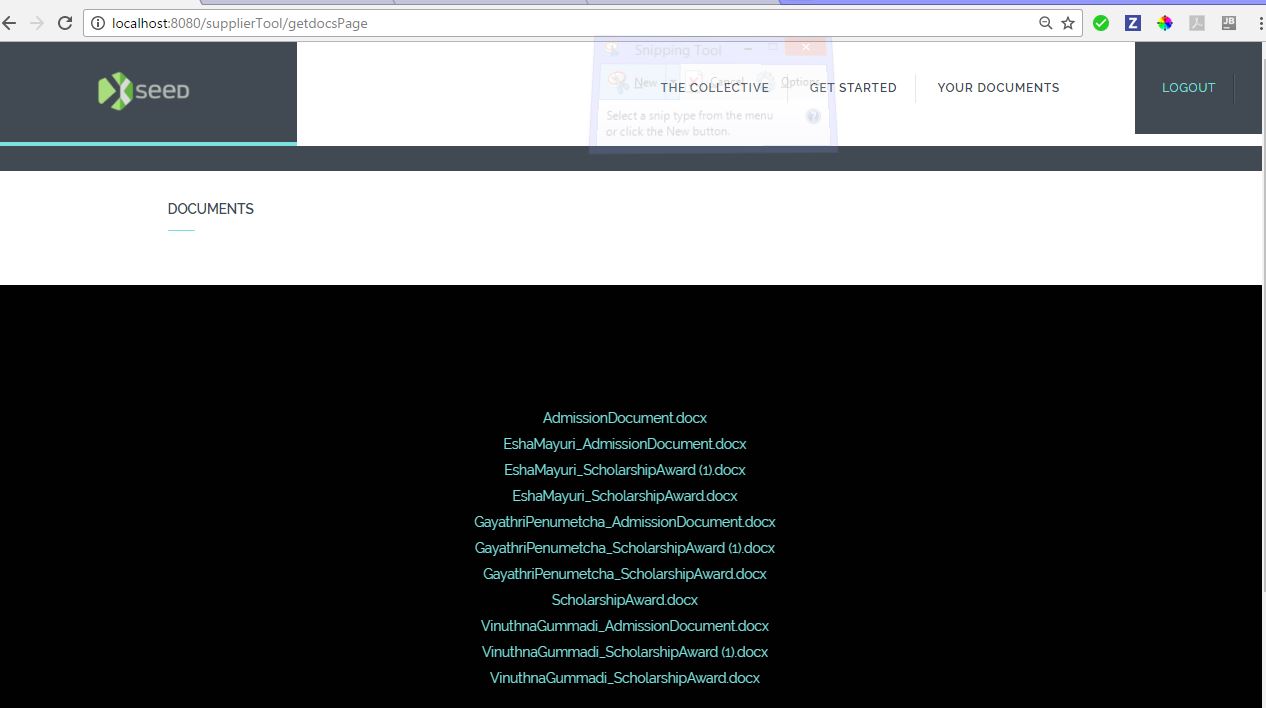 localhost:8080/supplierTool/getdocsPage
Snipping Tool
New Cancel Options
Select a snip type from the menu
or click the New button.
seed
THE COLLECTIVE
GET STARTED
YOUR DOCUMENTS
LOGOUT
DOCUMENTS
AdmissionDocument.docx
EshaMayuri_AdmissionDocument.docx
EshaMayuri_ScholarshipAward (1).docx
EshaMayuri_ScholarshipAward.docx
GayathriPenumetcha_AdmissionDocument.docx
GayathriPenumetcha_ScholarshipAward (1).docx
GayathriPenumetcha_ScholarshipAward.docx
ScholarshipAward.docx
VinuthnaGummadi_AdmissionDocument.docx
VinuthnaGummadi_ScholarshipAward (1).docx
VinuthnaGummadi_ScholarshipAward.docx